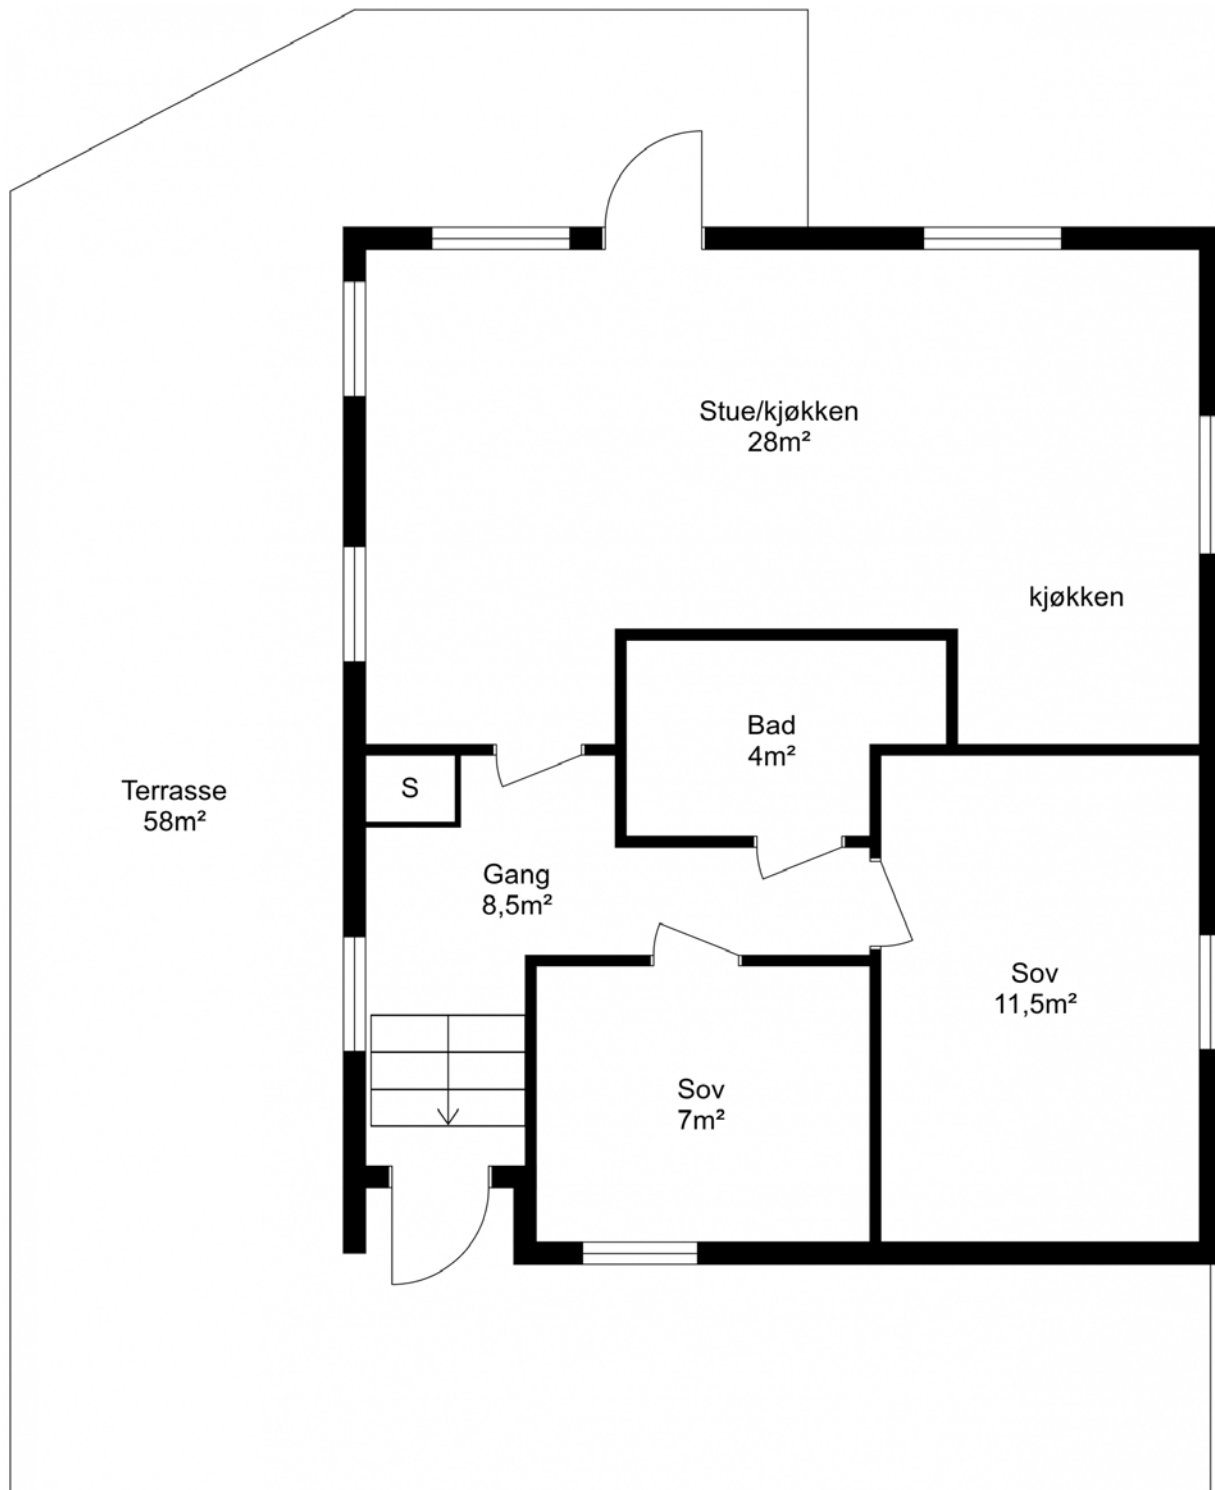 Stue/kjøkken
28m²
kjøkken
Bad
4m²
Terrasse
58m²
S
Gang
8,5m²
Sov
11,5m²
Sov
7m²